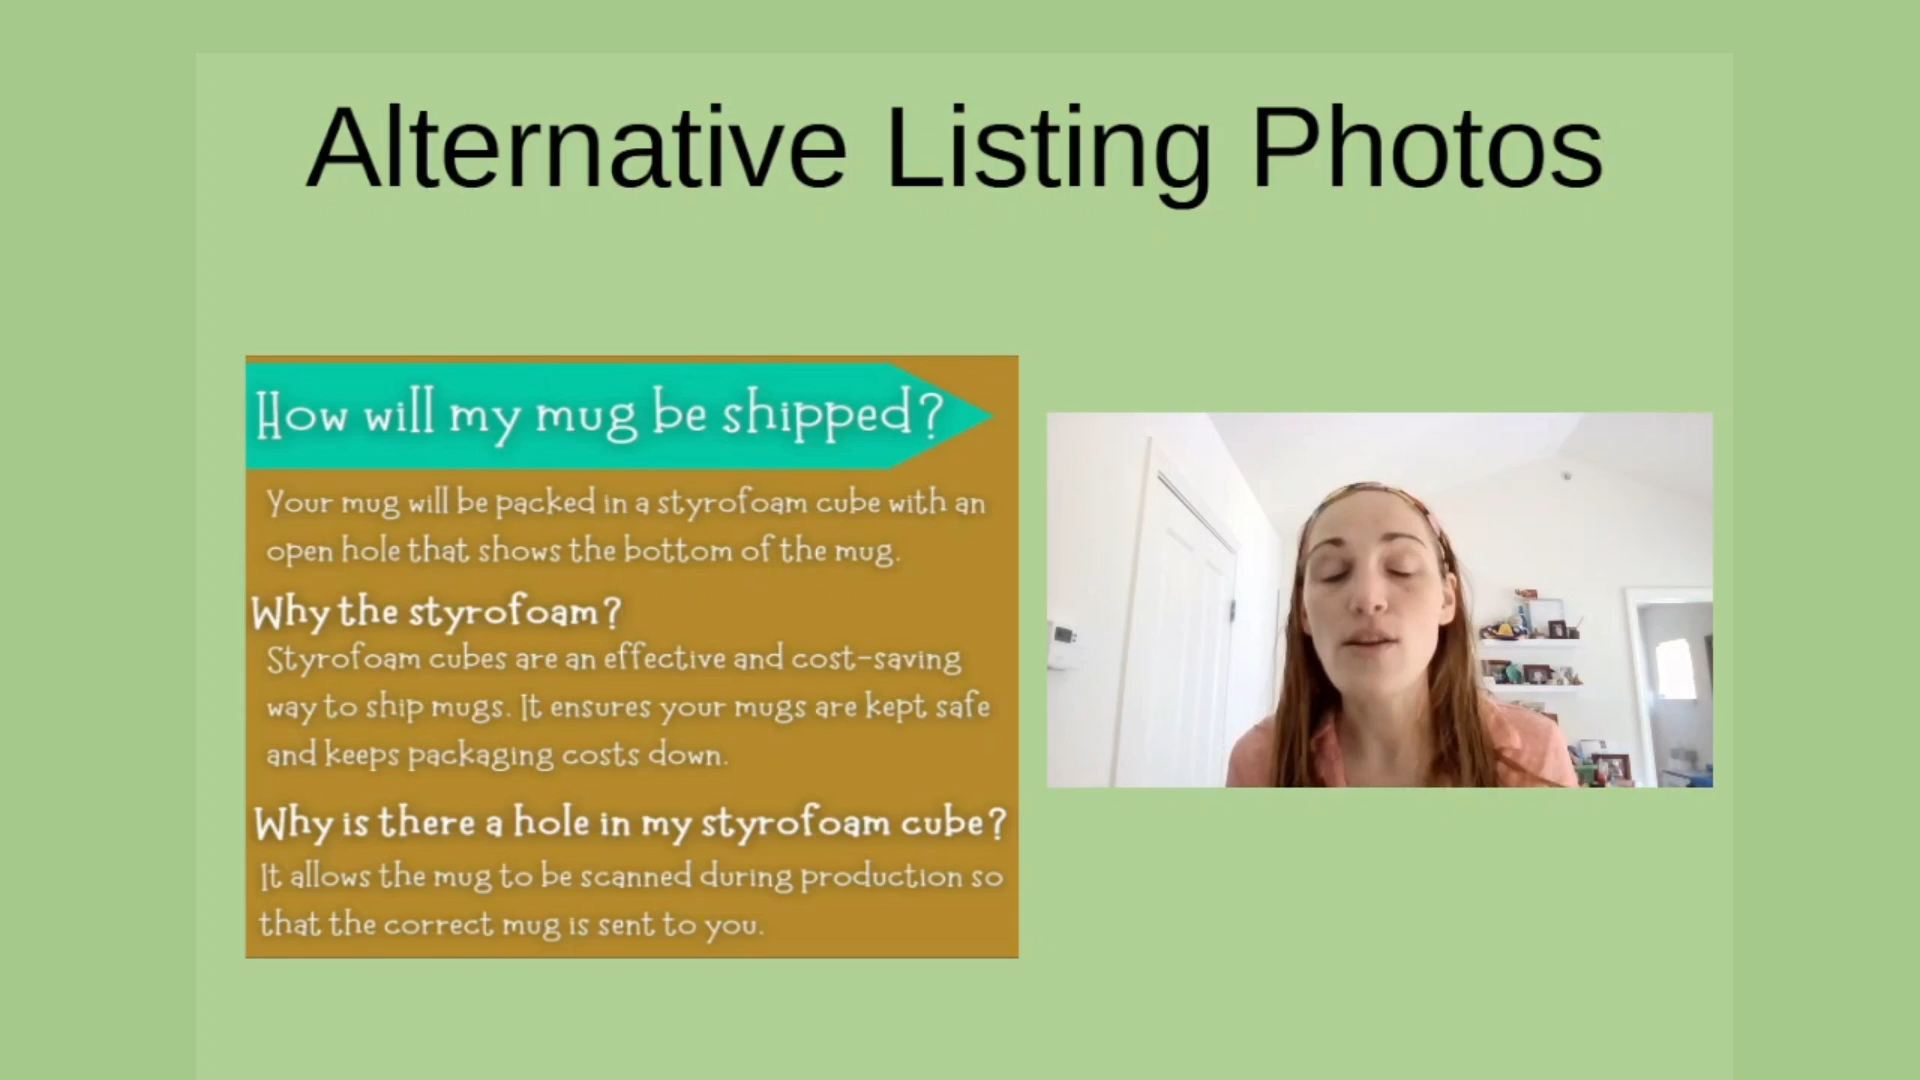 Alternative Listing Photos
How will my mug be shipped?
Your mug will be packed in a styrofoam cube with an
open hole that shows the bottom of the mug.
Why the styrofoam?
Styrofoam cubes are an effective and cost-saving
way to ship mugs. It ensures your mugs are kept safe
and keeps packaging costs down.
Why is there a hole in my styrofoam cube?
It allows the mug to be scanned during production so
that the correct mug is sent to you.